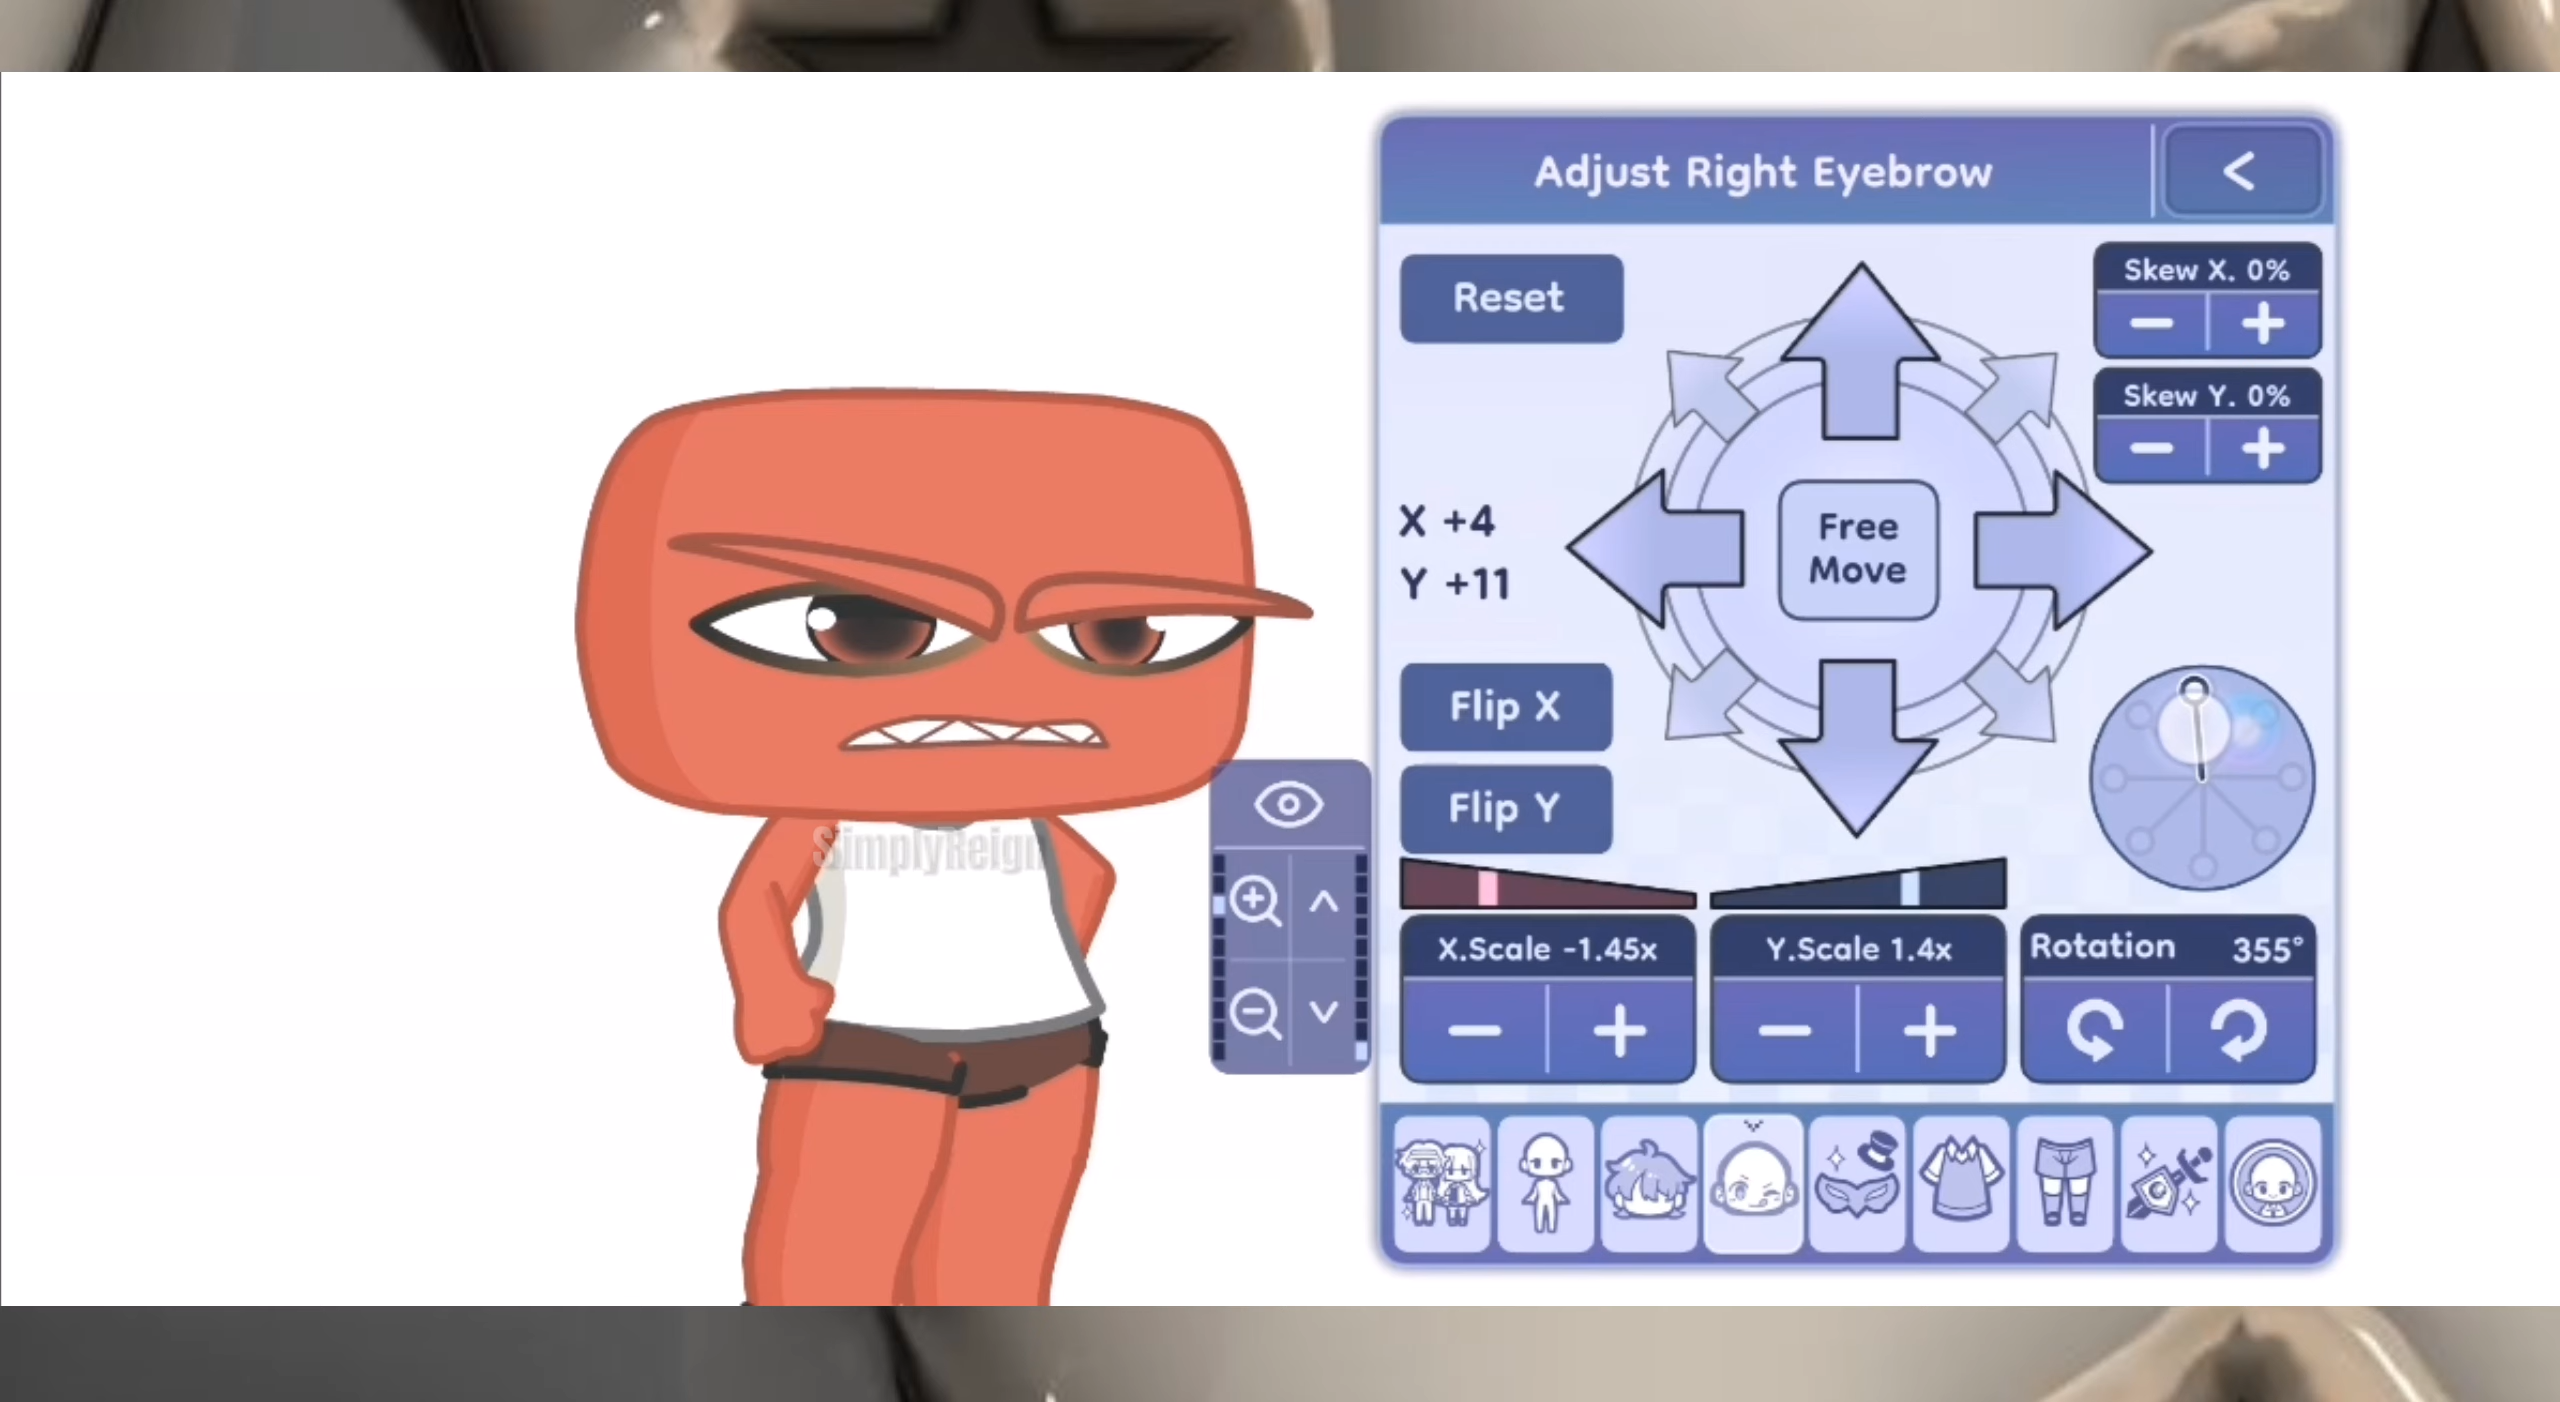 Adjust Right Eyebrow
<
Reset
Skew X. 0%
− +
Skew Y. 0%
− +
X +4
Y +11
Free
Move
Flip X
Flip Y
SimplyReign
X.Scale -1.45x
− +
Y.Scale 1.4x
− +
Rotation 355°